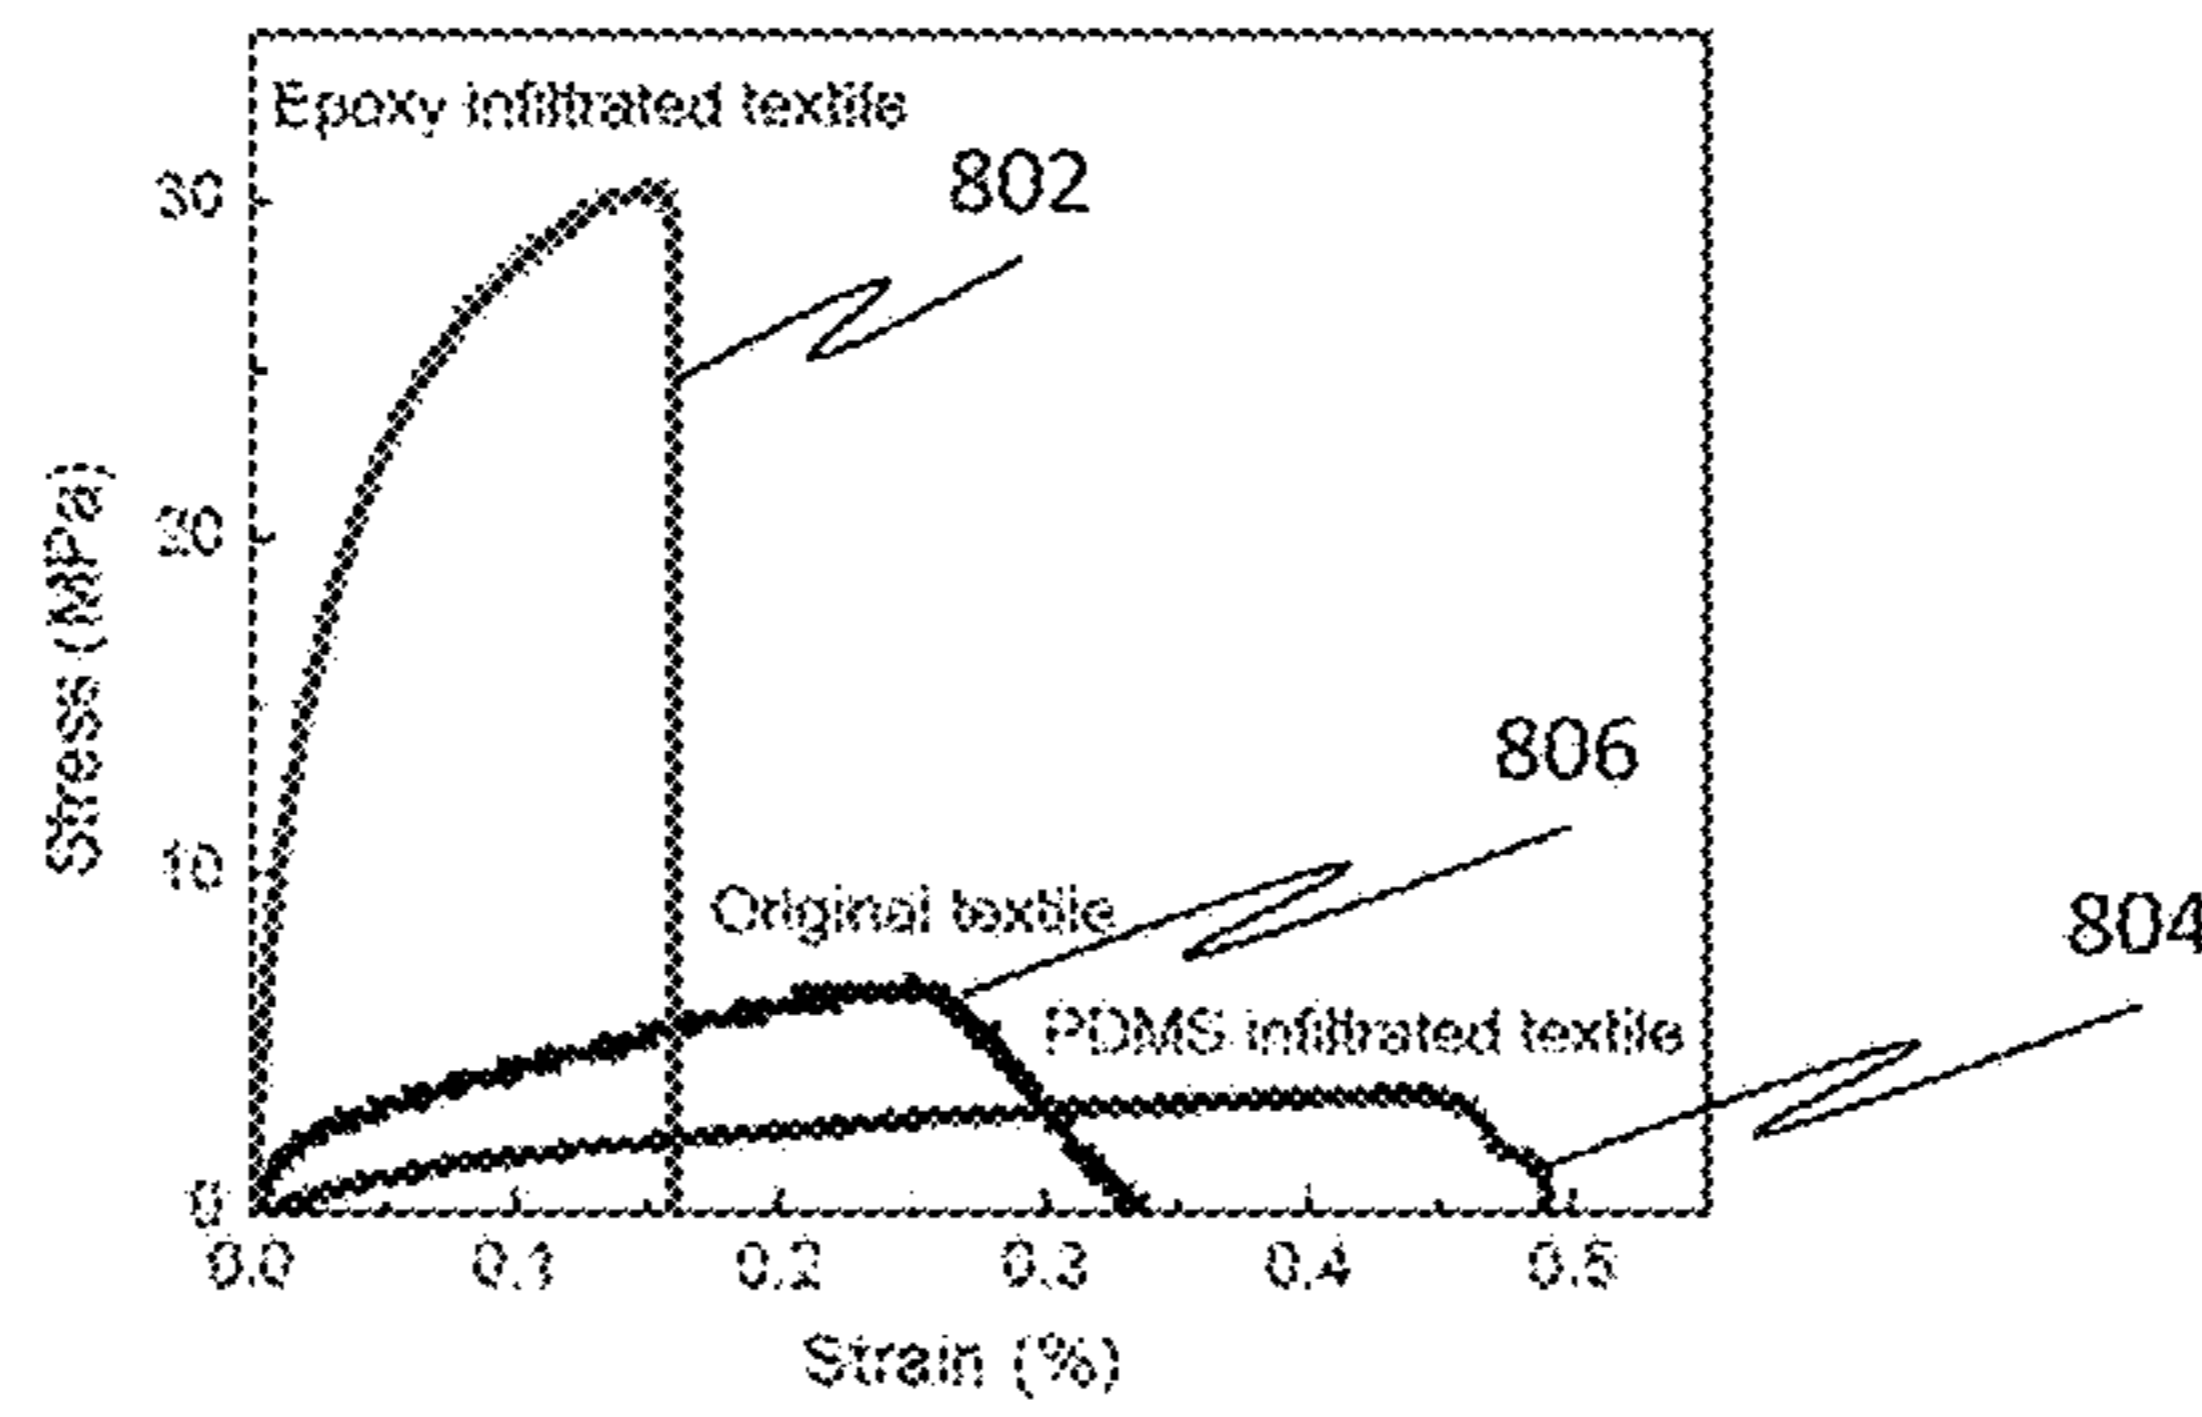 Epoxy infiltrated textile
802
30
20
Stress (MPa)
806
10
Original textile
804
PDMS infiltrated textile
0
0.0 0.1 0.2 0.3 0.4 0.5
Strain (%)